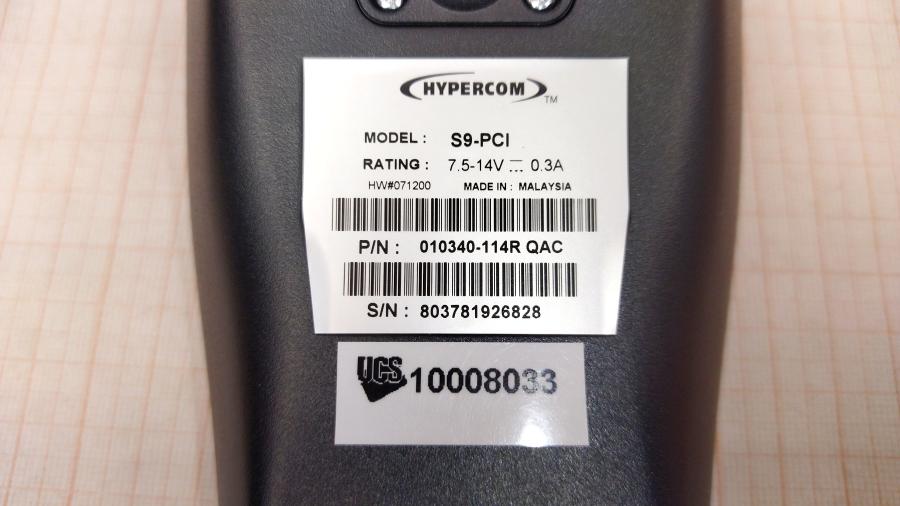 HYPERCOM TM
MODEL : S9-PCI
RATING : 7.5-14V ⎓ 0.3A
HW#071200 MADE IN : MALAYSIA
P/N : 010340-114R QAC
S/N : 803781926828
UCS 10008033